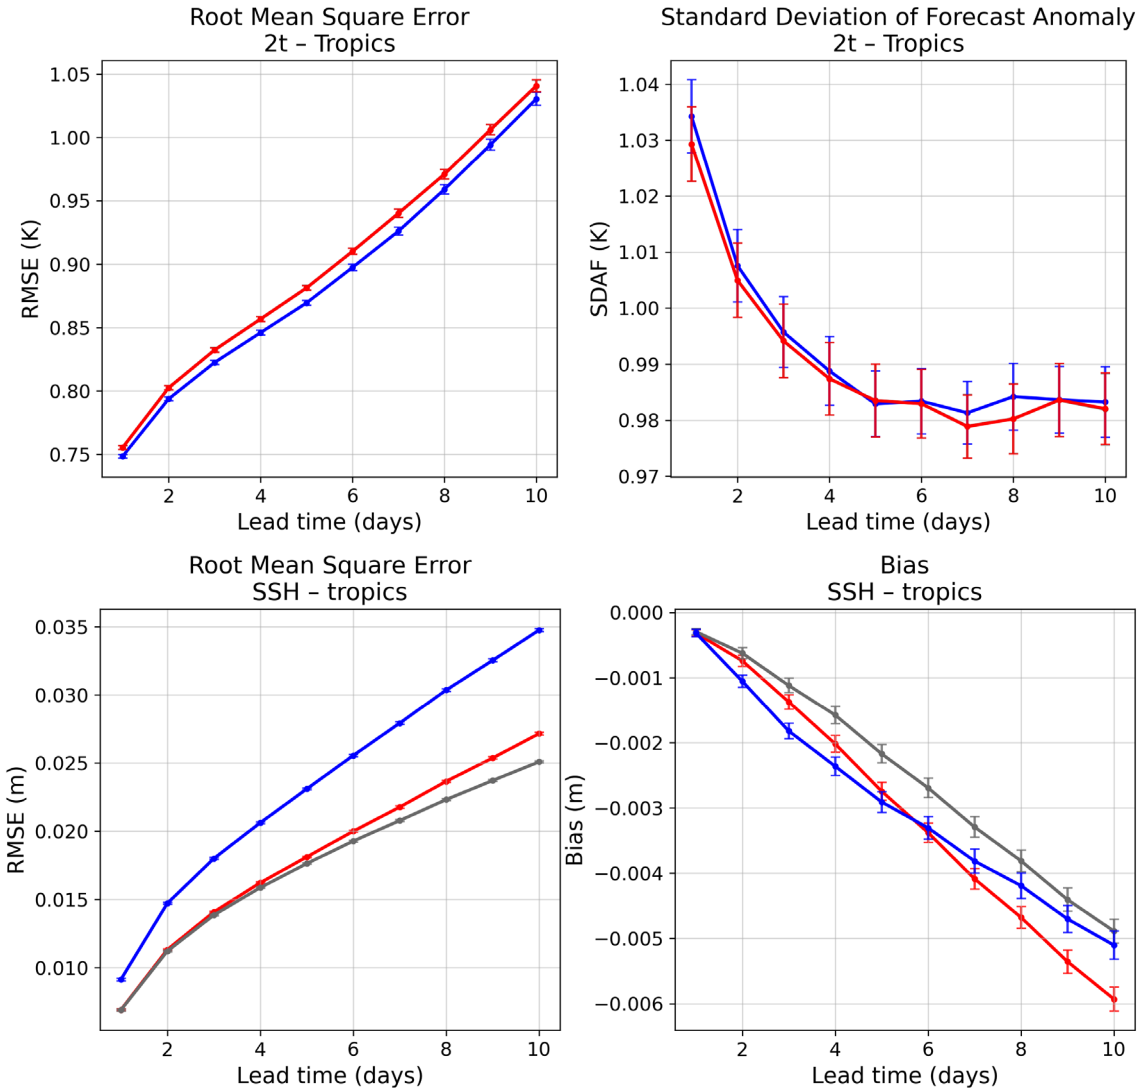 Root Mean Square Error
2t – Tropics
1.05
1.00
0.95
0.90
0.85
0.80
0.75
RMSE (K)
2 4 6 8 10
Lead time (days)
Standard Deviation of Forecast Anomaly
2t – Tropics
1.04
1.03
1.02
1.01
1.00
0.99
0.98
0.97
SDAF (K)
2 4 6 8 10
Lead time (days)
Root Mean Square Error
SSH – tropics
0.035
0.030
0.025
0.020
0.015
0.010
RMSE (m)
2 4 6 8 10
Lead time (days)
Bias
SSH – tropics
0.000
−0.001
−0.002
−0.003
−0.004
−0.005
−0.006
Bias (m)
2 4 6 8 10
Lead time (days)